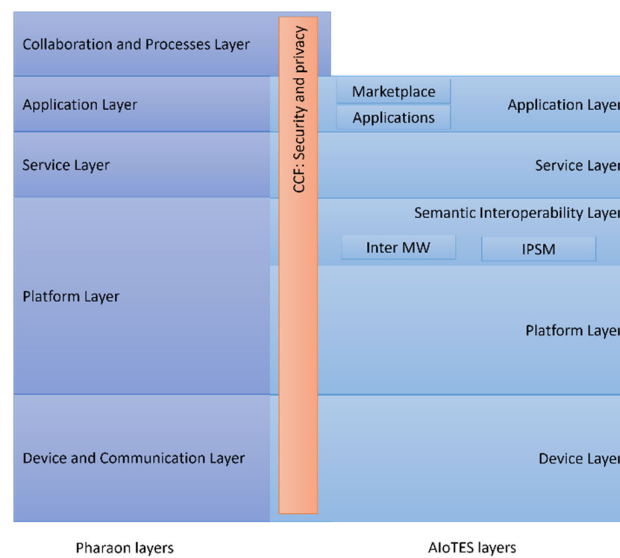 Collaboration and Processes Layer
CCF: Security and privacy
Application Layer
Marketplace
Applications
Application Layer
Service Layer
Service Layer
Semantic Interoperability Layer
Inter MW
IPSM
Platform Layer
Platform Layer
Device and Communication Layer
Device Layer
Pharaon layers
AIoTES layers